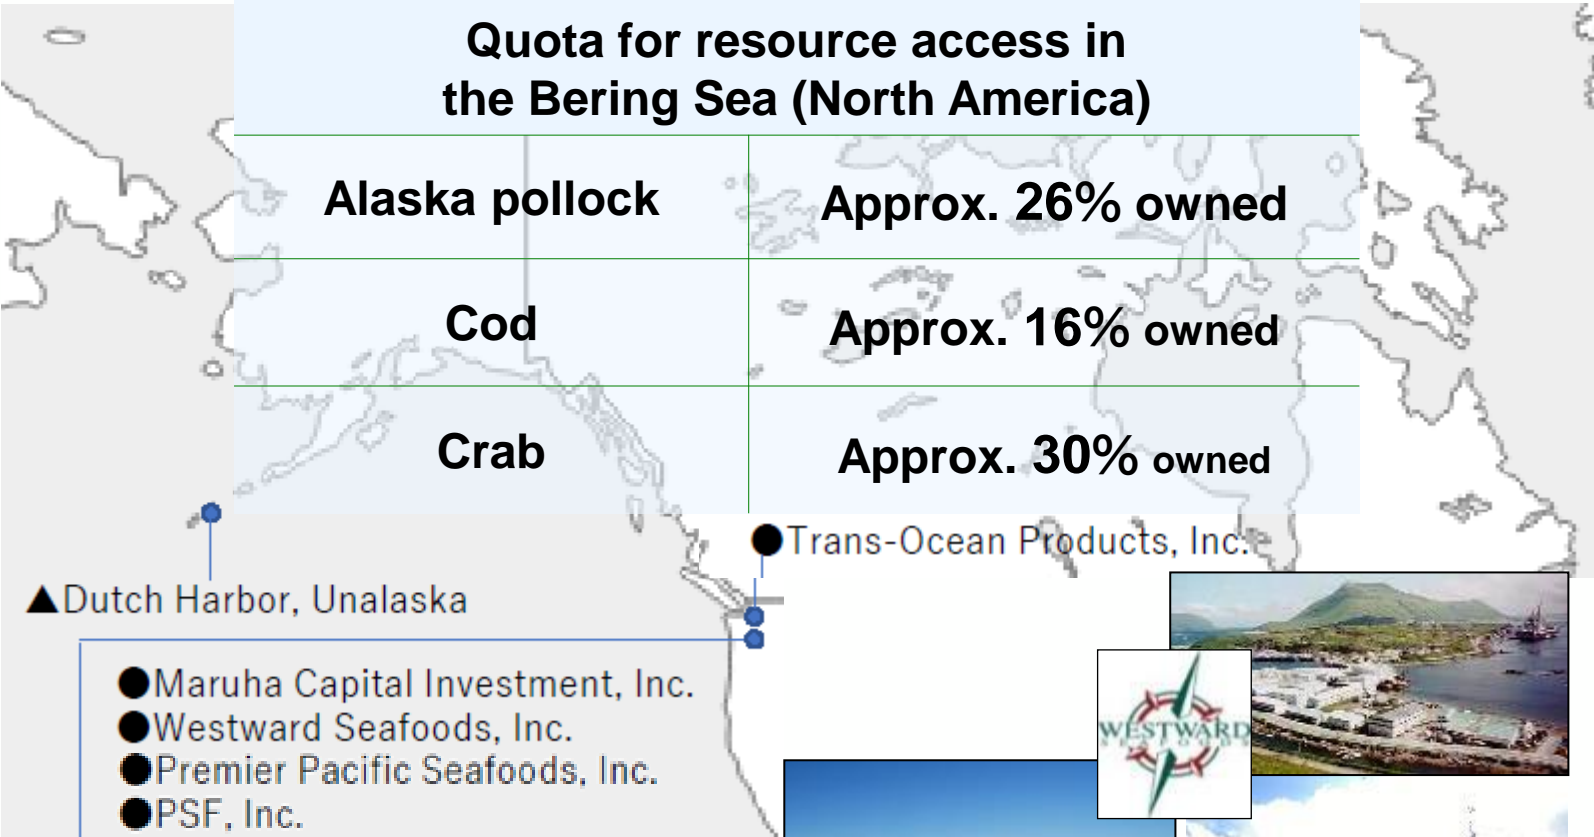 Quota for resource access in
the Bering Sea (North America)
Alaska pollock
Approx. 26% owned
Cod
Approx. 16% owned
Crab
Approx. 30% owned
●Trans-Ocean Products, Inc.
▲Dutch Harbor, Unalaska
●Maruha Capital Investment, Inc.
●Westward Seafoods, Inc.
●Premier Pacific Seafoods, Inc.
●PSF, Inc.
WESTWARD